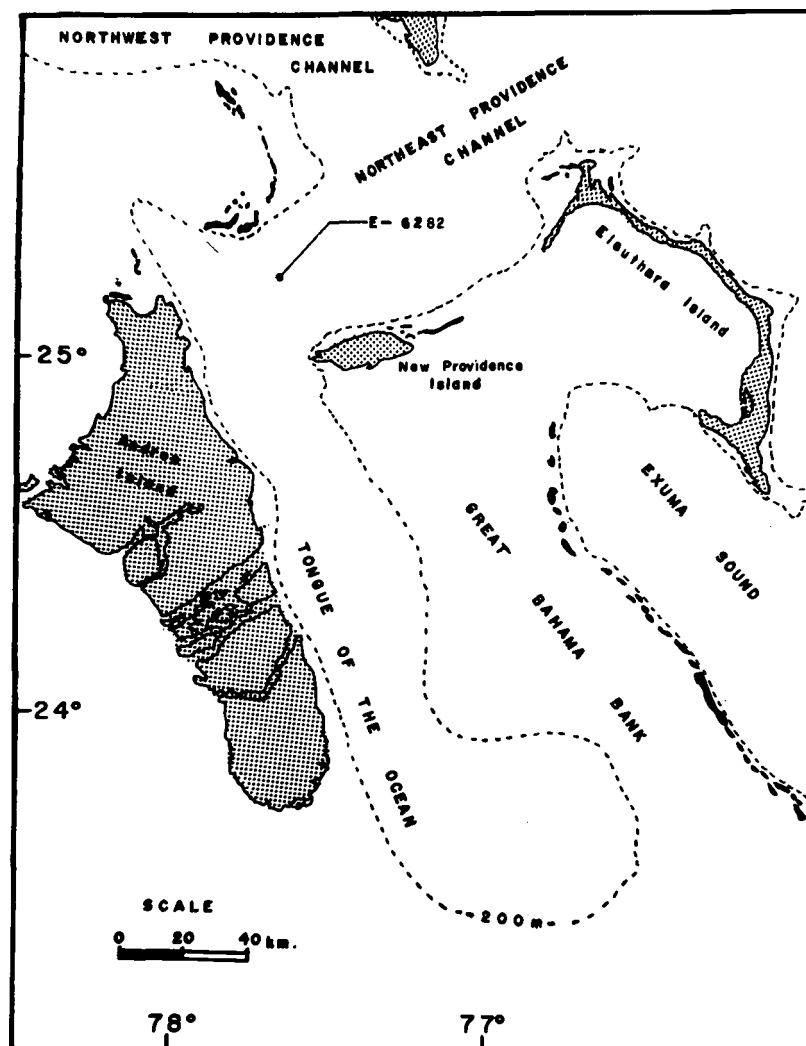 NORTHWEST PROVIDENCE
CHANNEL
NORTHEAST PROVIDENCE
CHANNEL
E-6282
Eleuthera Island
25°
New Providence
Island
Andros
Island
EXUMA
SOUND
GREAT
BAHAMA
BANK
TONGUE OF THE OCEAN
24°
200m
SCALE
0 20 40 km.
78° 77°